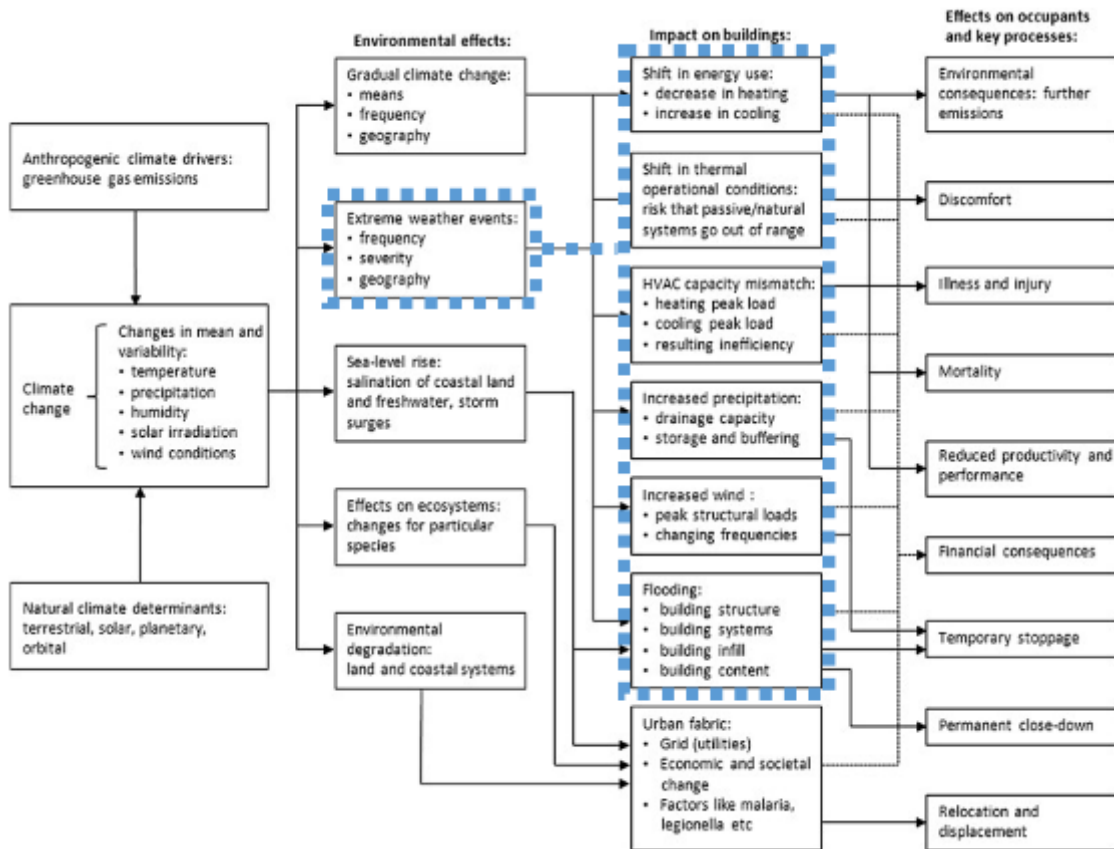 Environmental effects:
Impact on buildings:
Effects on occupants
and key processes:
Anthropogenic climate drivers:
greenhouse gas emissions
Climate
change
Changes in mean and
variability:
• temperature
• precipitation
• humidity
• solar irradiation
• wind conditions
Natural climate determinants:
terrestrial, solar, planetary,
orbital
Gradual climate change:
• means
• frequency
• geography
Extreme weather events:
• frequency
• severity
• geography
Sea-level rise:
salination of coastal land
and freshwater, storm
surges
Effects on ecosystems:
changes for particular
species
Environmental
degradation:
land and coastal systems
Shift in energy use:
• decrease in heating
• increase in cooling
Shift in thermal
operational conditions:
risk that passive/natural
systems go out of range
HVAC capacity mismatch:
• heating peak load
• cooling peak load
• resulting inefficiency
Increased precipitation:
• drainage capacity
• storage and buffering
Increased wind :
• peak structural loads
• changing frequencies
Flooding:
• building structure
• building systems
• building infill
• building content
Urban fabric:
• Grid (utilities)
• Economic and societal
change
• Factors like malaria,
legionella etc
Environmental
consequences: further
emissions
Discomfort
Illness and injury
Mortality
Reduced productivity and
performance
Financial consequences
Temporary stoppage
Permanent close-down
Relocation and
displacement